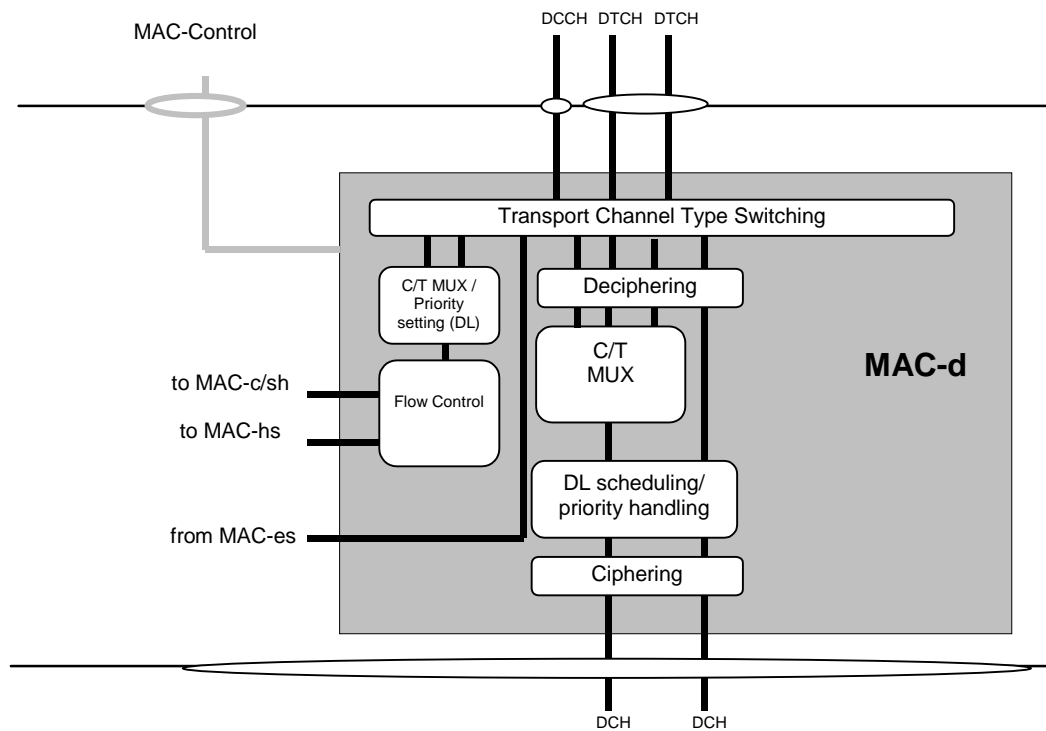 DCCH DTCH DTCH
MAC-Control
Transport Channel Type Switching
C/T MUX /
Priority
setting (DL)
Deciphering
C/T
MUX
MAC-d
to MAC-c/sh
Flow Control
to MAC-hs
DL scheduling/
priority handling
from MAC-es
Ciphering
DCH DCH